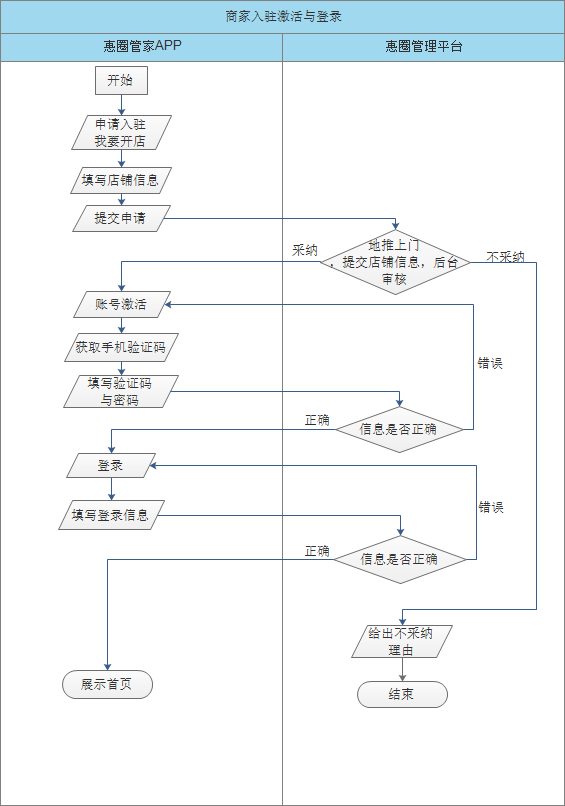 商家入驻激活与登录
惠圈管家APP
惠圈管理平台
开始
申请入驻
我要开店
填写店铺信息
提交申请
地推上门
，提交店铺信息，后台
审核
采纳
不采纳
账号激活
获取手机验证码
错误
填写验证码
与密码
正确
信息是否正确
登录
错误
填写登录信息
正确
信息是否正确
给出不采纳
理由
展示首页
结束